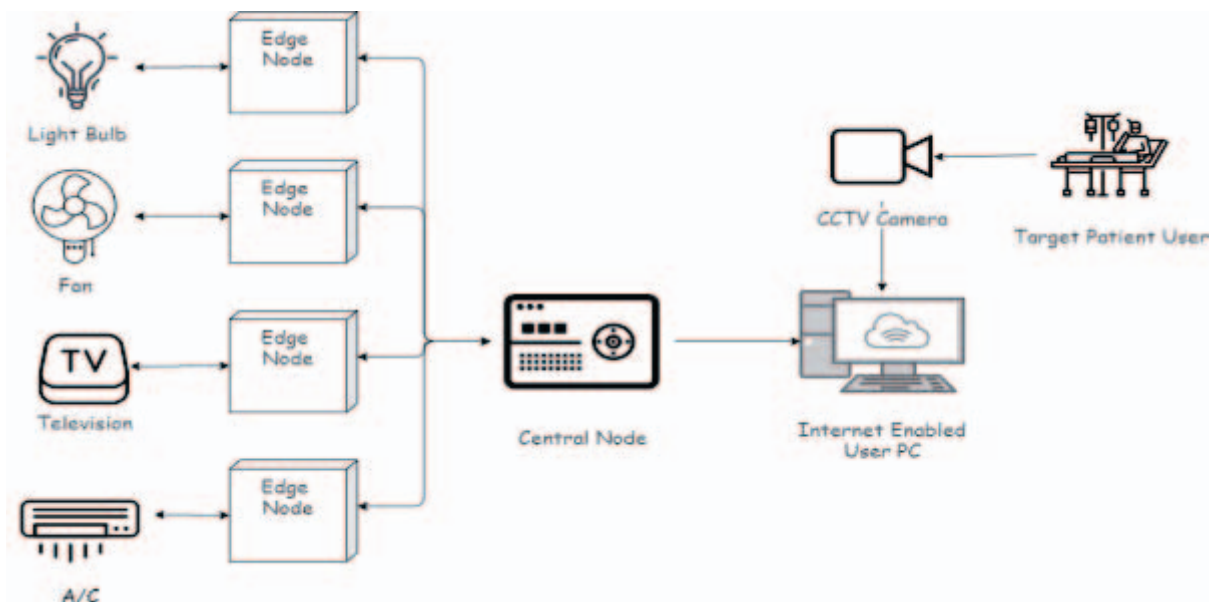 Edge
Node
Light Bulb
Edge
Node
Fan
Edge
Node
TV
Television
Edge
Node
A/C
Central Node
CCTV Camera
Target Patient User
Internet Enabled
User PC